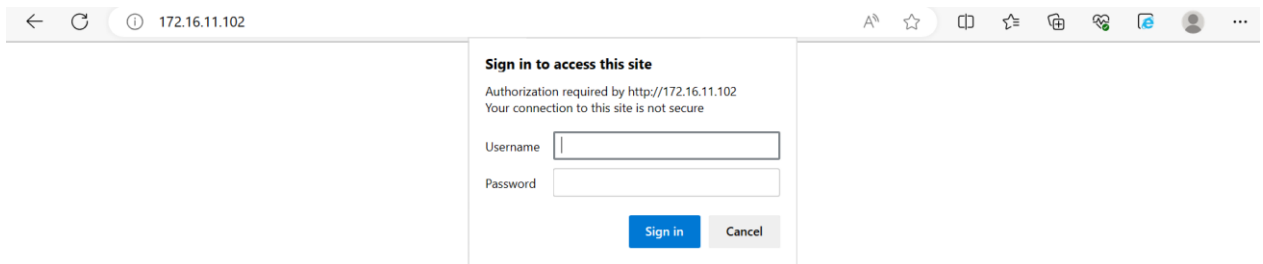 172.16.11.102
Sign in to access this site
Authorization required by http://172.16.11.102
Your connection to this site is not secure
Username
Password
Sign in Cancel